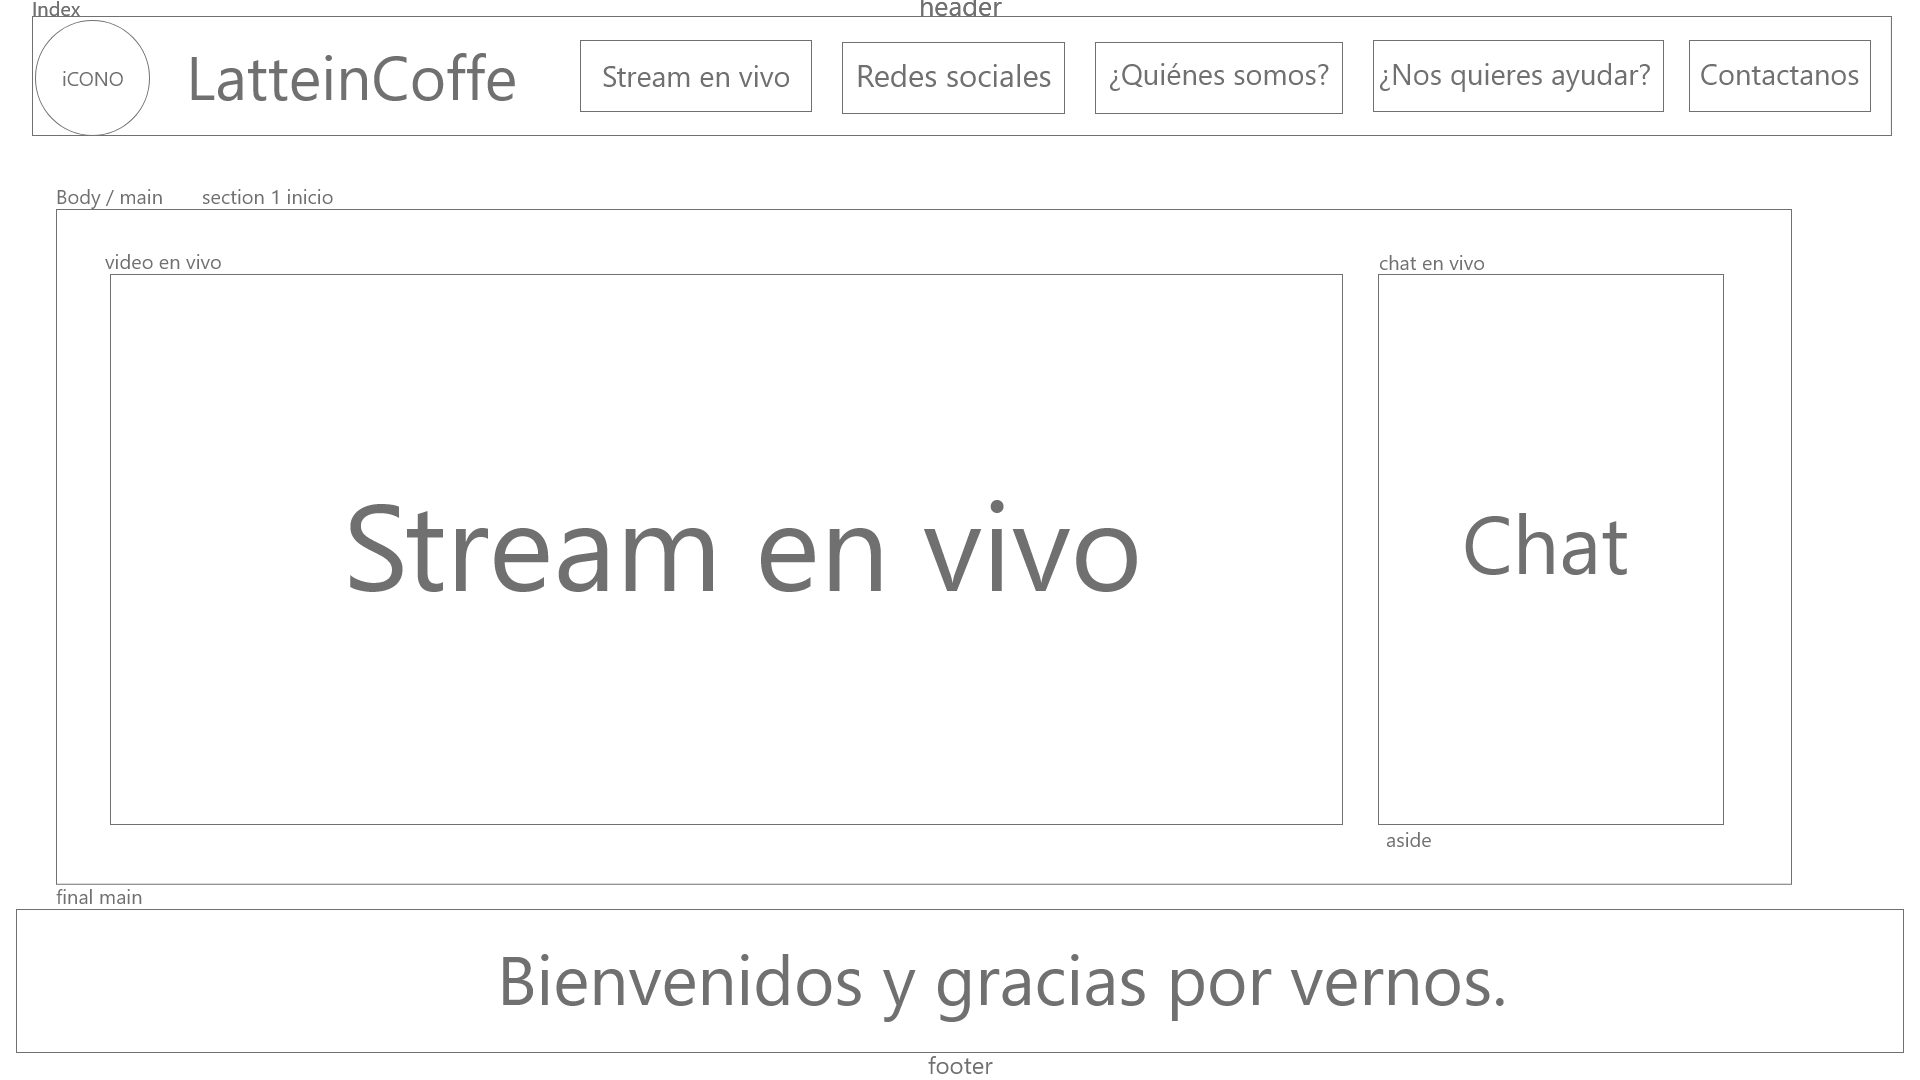 Index
header
iCONO
LatteinCoffe
Stream en vivo
Redes sociales
¿Quiénes somos?
¿Nos quieres ayudar?
Contactanos
Body / main
section 1 inicio
video en vivo
chat en vivo
Stream en vivo
Chat
aside
final main
Bienvenidos y gracias por vernos.
footer